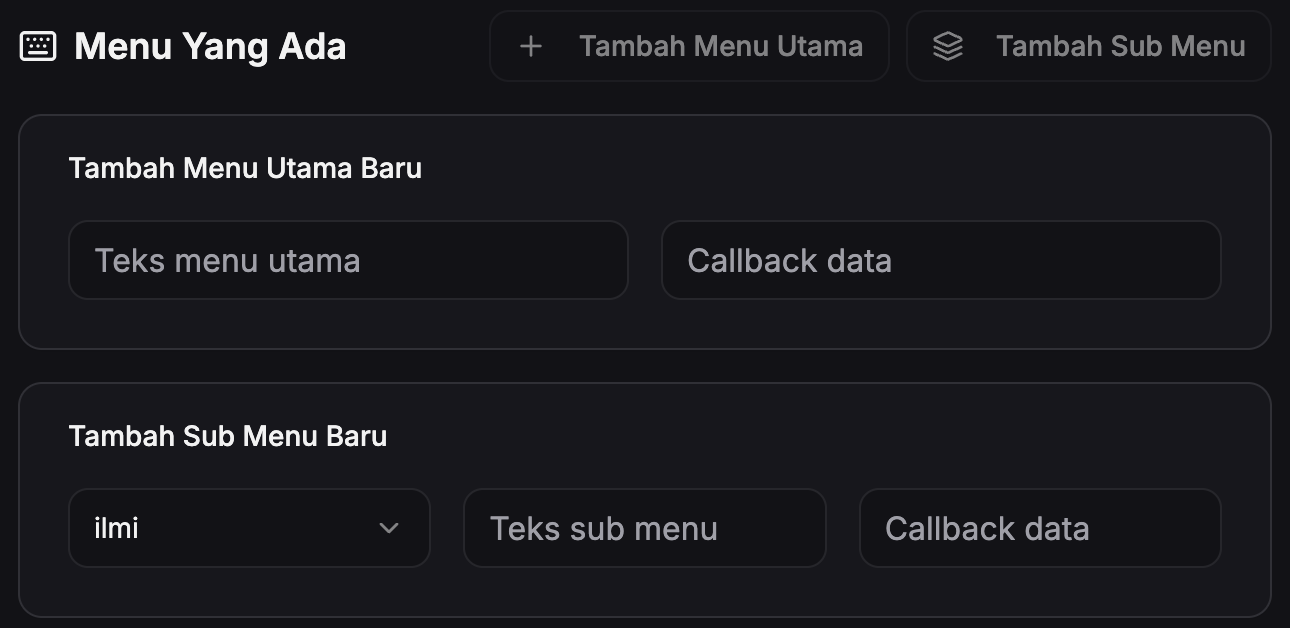 Menu Yang Ada
Tambah Menu Utama
Tambah Sub Menu
Tambah Menu Utama Baru
Teks menu utama
Callback data
Tambah Sub Menu Baru
ilmi
Teks sub menu
Callback data